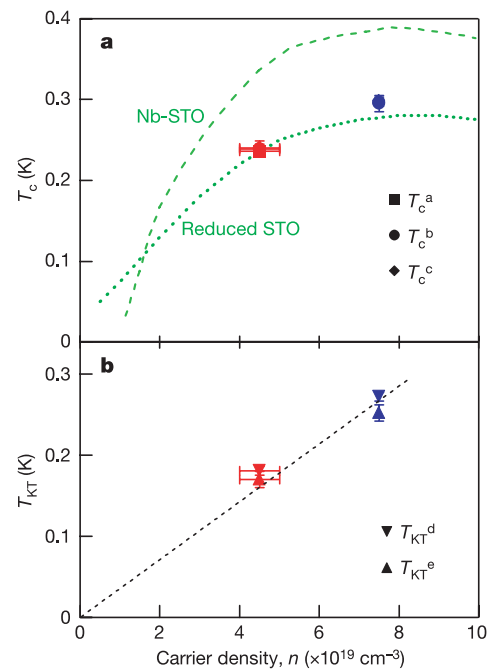 a
0.4
0.3
0.2
0.1
0
T_c (K)
Nb-STO
Reduced STO
T_c^a
T_c^b
T_c^c
b
0.3
0.2
0.1
0
T_KT (K)
T_KT^d
T_KT^e
0 2 4 6 8 10
Carrier density, n (×10^19 cm^−3)